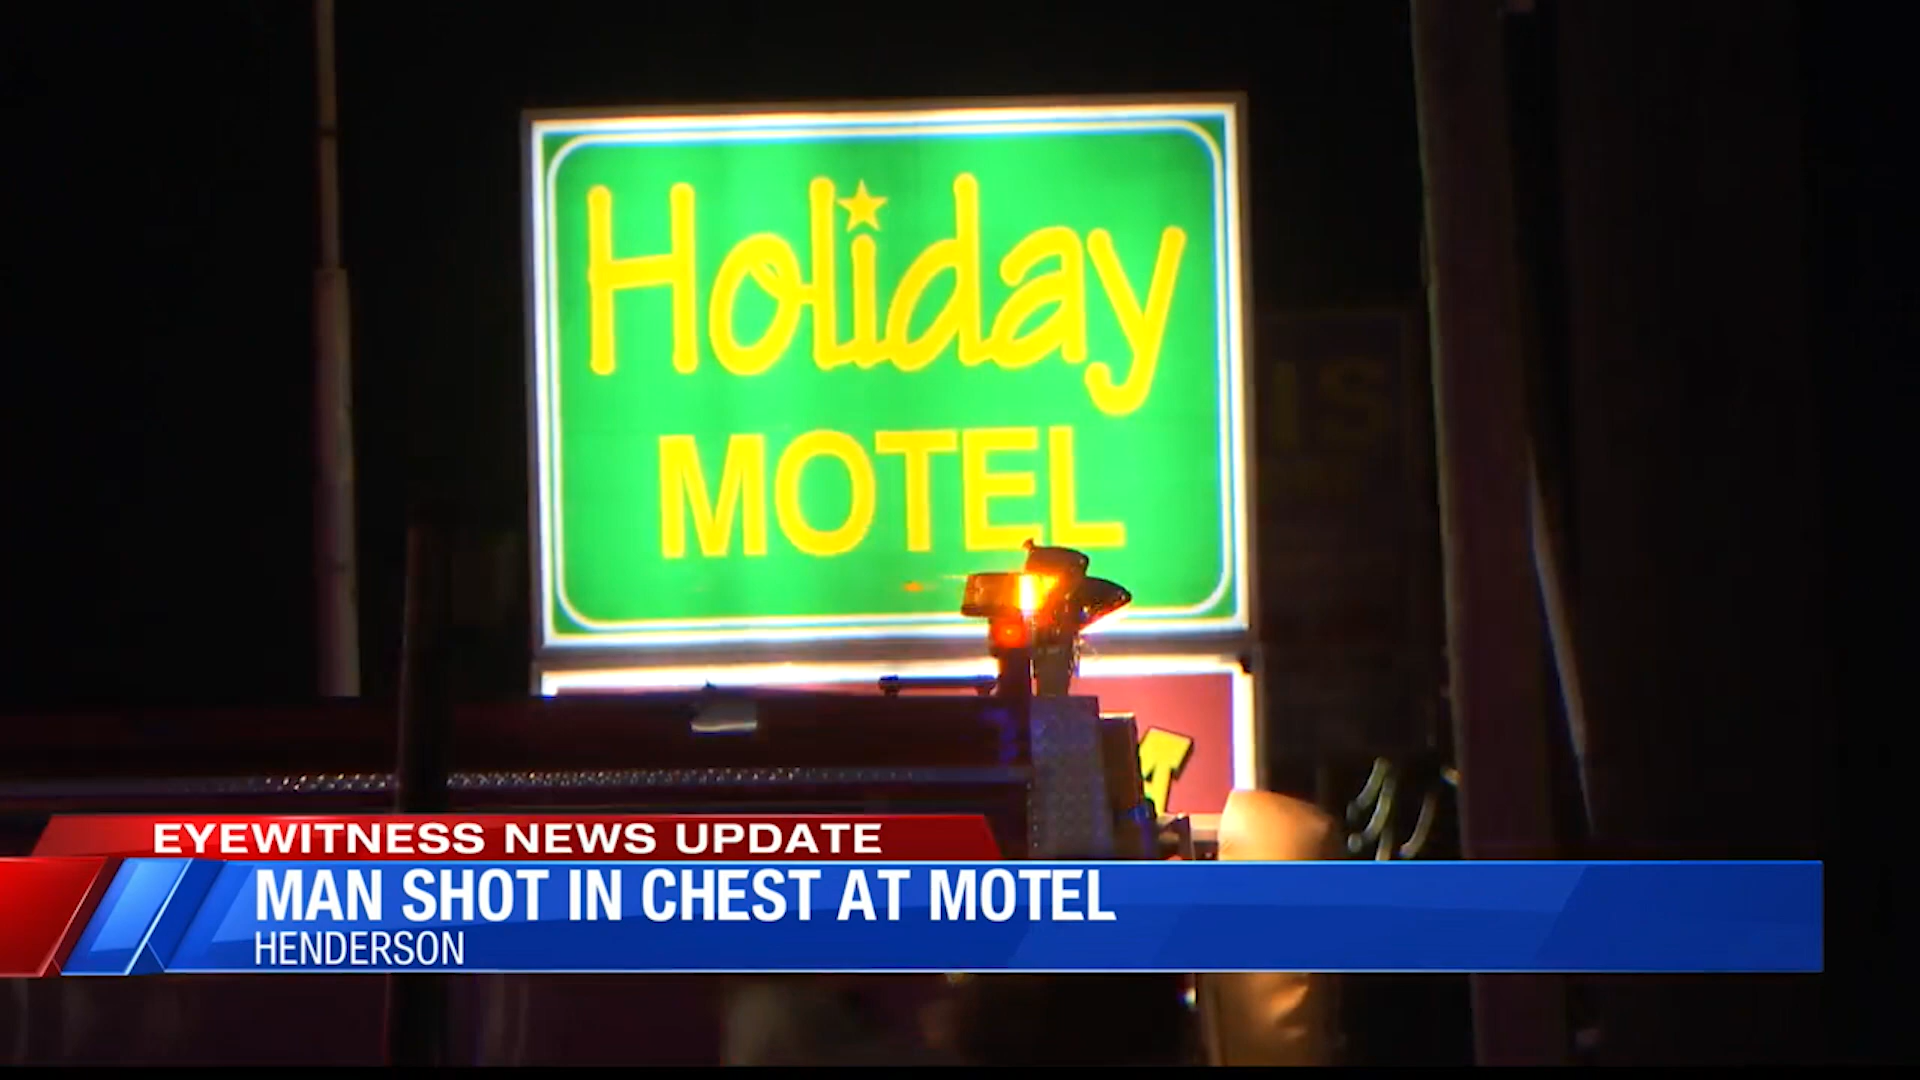 Holiday
MOTEL
EYEWITNESS NEWS UPDATE
MAN SHOT IN CHEST AT MOTEL
HENDERSON